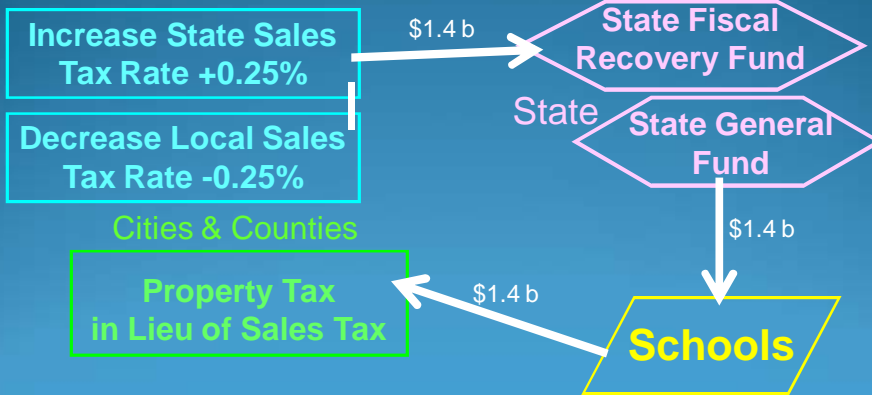 Increase State Sales
Tax Rate +0.25%
$1.4 b
State Fiscal
Recovery Fund
Decrease Local Sales
Tax Rate -0.25%
State
State General
Fund
Cities & Counties
$1.4 b
Property Tax
in Lieu of Sales Tax
$1.4 b
Schools